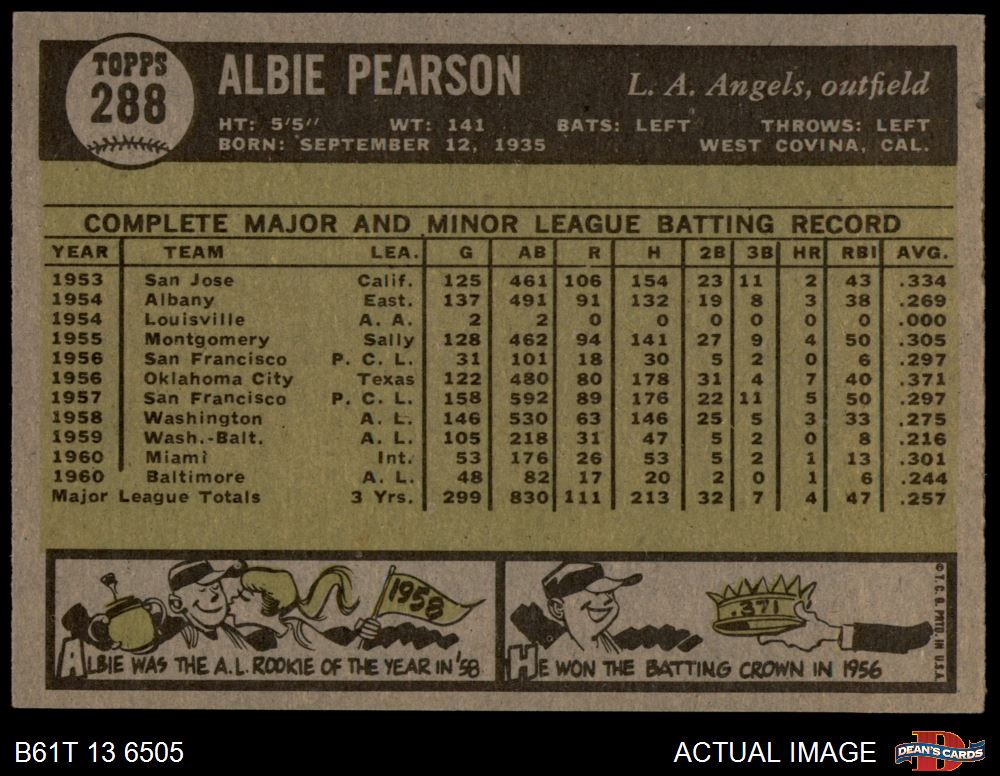 TOPPS
288
ALBIE PEARSON
L. A. Angels, outfield
HT: 5'5" WT: 141 BATS: LEFT THROWS: LEFT
BORN: SEPTEMBER 12, 1935 WEST COVINA, CAL.
COMPLETE MAJOR AND MINOR LEAGUE BATTING RECORD
YEAR TEAM LEA. G AB R H 2B 3B HR RBI AVG.
1953 San Jose Calif. 125 461 106 154 23 11 2 43 .334
1954 Albany East. 137 491 91 132 19 8 3 38 .269
1954 Louisville A. A. 2 2 0 0 0 0 0 0 .000
1955 Montgomery Sally 128 462 94 141 27 9 4 50 .305
1956 San Francisco P. C. L. 31 101 18 30 5 2 0 6 .297
1956 Oklahoma City Texas 122 480 80 178 31 4 7 40 .371
1957 San Francisco P. C. L. 158 592 89 176 22 11 5 50 .297
1958 Washington A. L. 146 530 63 146 25 5 3 33 .275
1959 Wash.-Balt. A. L. 105 218 31 47 5 2 0 8 .216
1960 Miami Int. 53 176 26 53 5 2 1 13 .301
1960 Baltimore A. L. 48 82 17 20 2 0 1 6 .244
Major League Totals 3 Yrs. 299 830 111 213 32 7 4 47 .257
1958
ALBIE WAS THE A.L. ROOKIE OF THE YEAR IN '58
.371
HE WON THE BATTING CROWN IN 1956
© T. C. G. PRTD. IN U.S.A.
B61T 13 6505
ACTUAL IMAGE
DEAN'S CARDS